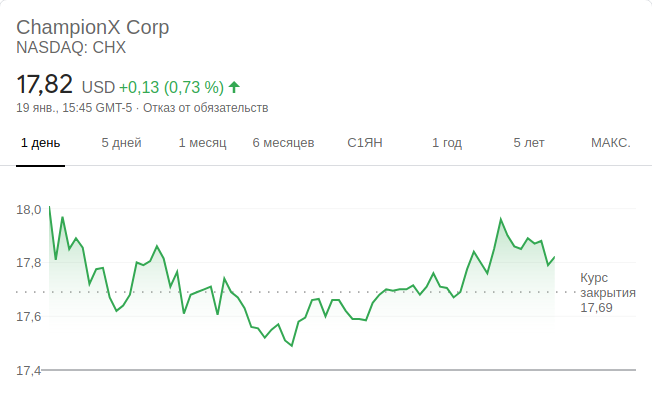 ChampionX Corp
NASDAQ: CHX
17,82 USD +0,13 (0,73 %)
19 янв., 15:45 GMT-5 · Отказ от обязательств
1 день 5 дней 1 месяц 6 месяцев С1ЯН 1 год 5 лет МАКС.
18,0
17,8
17,6
17,4
Курс
закрытия
17,69